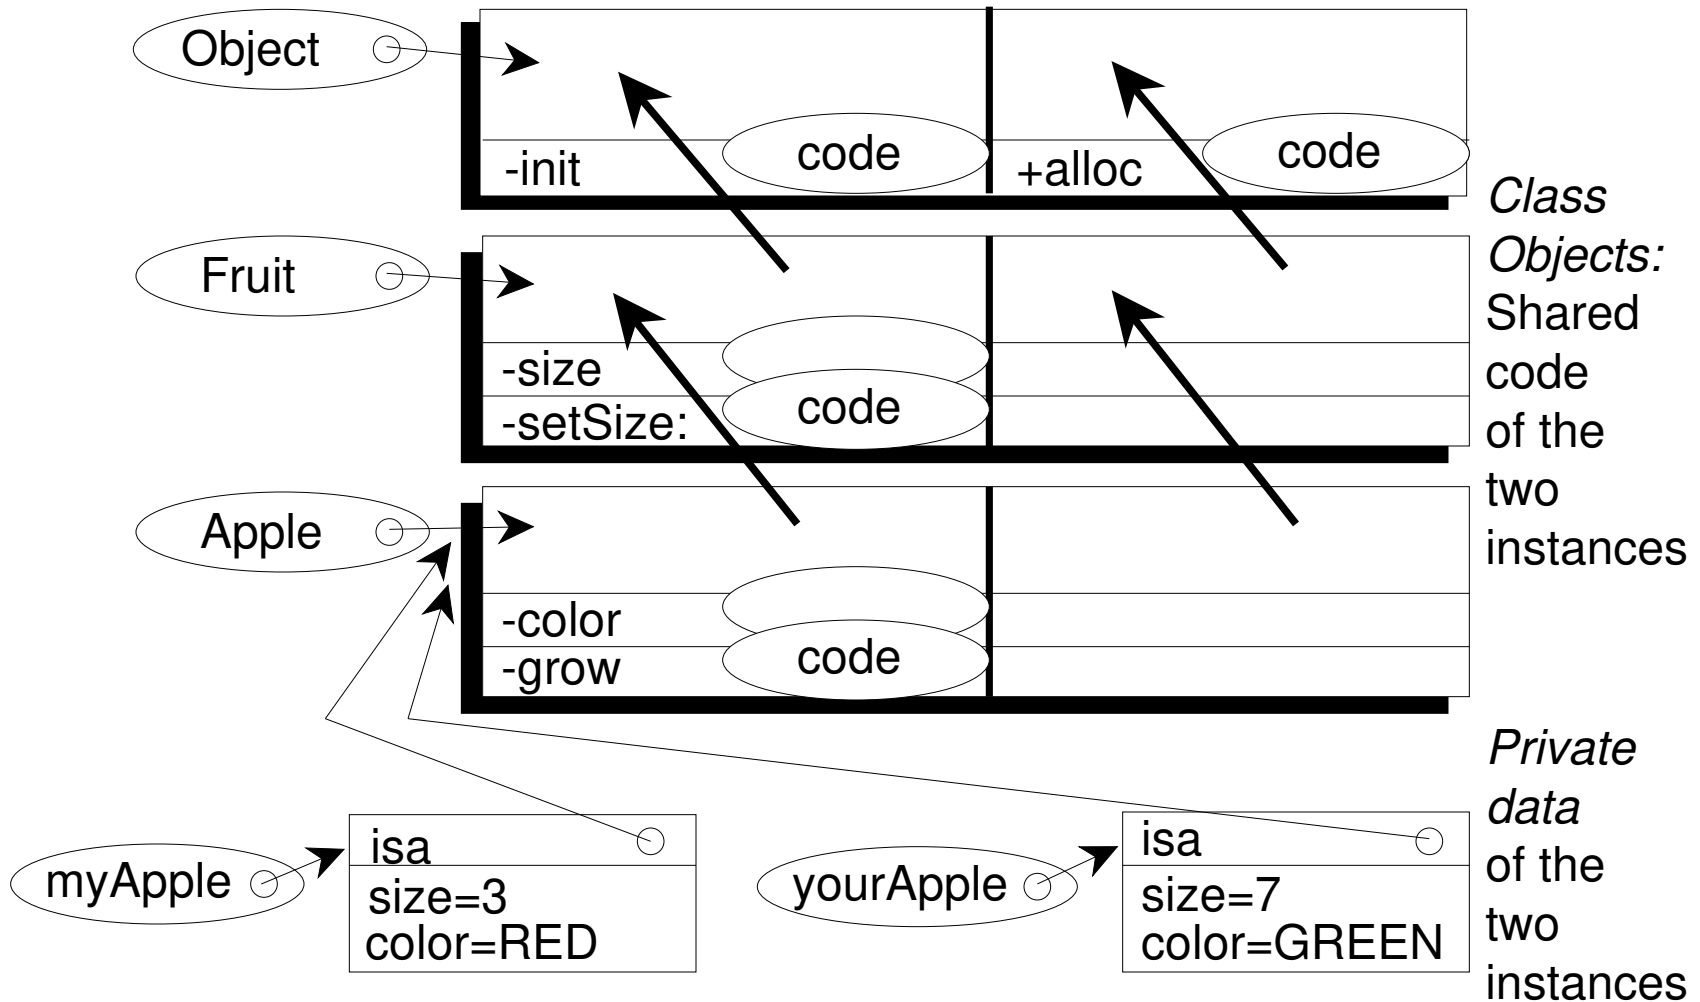 Object
code
code
-init
+alloc
Class
Objects:
Shared
code
of the
two
instances
Fruit
-size
code
-setSize:
Apple
-color
code
-grow
Private
data
of the
two
instances
isa
myApple
size=3
color=RED
isa
yourApple
size=7
color=GREEN